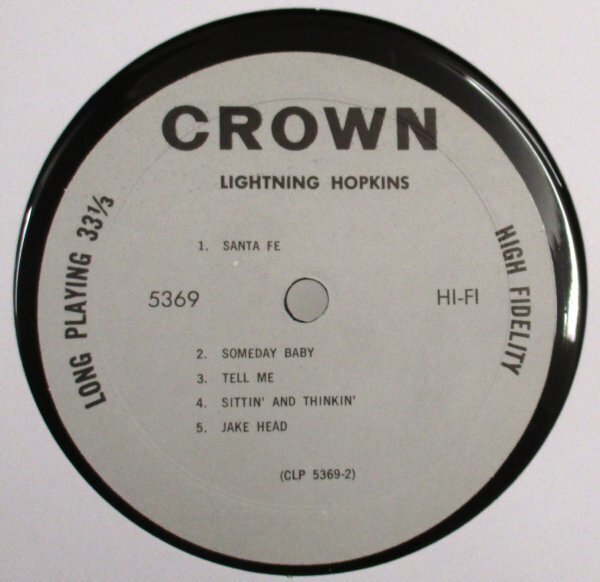 CROWN
LIGHTNING HOPKINS
LONG PLAYING 33⅓
HIGH FIDELITY
1. SANTA FE
5369
HI-FI
2. SOMEDAY BABY
3. TELL ME
4. SITTIN' AND THINKIN'
5. JAKE HEAD
(CLP 5369-2)